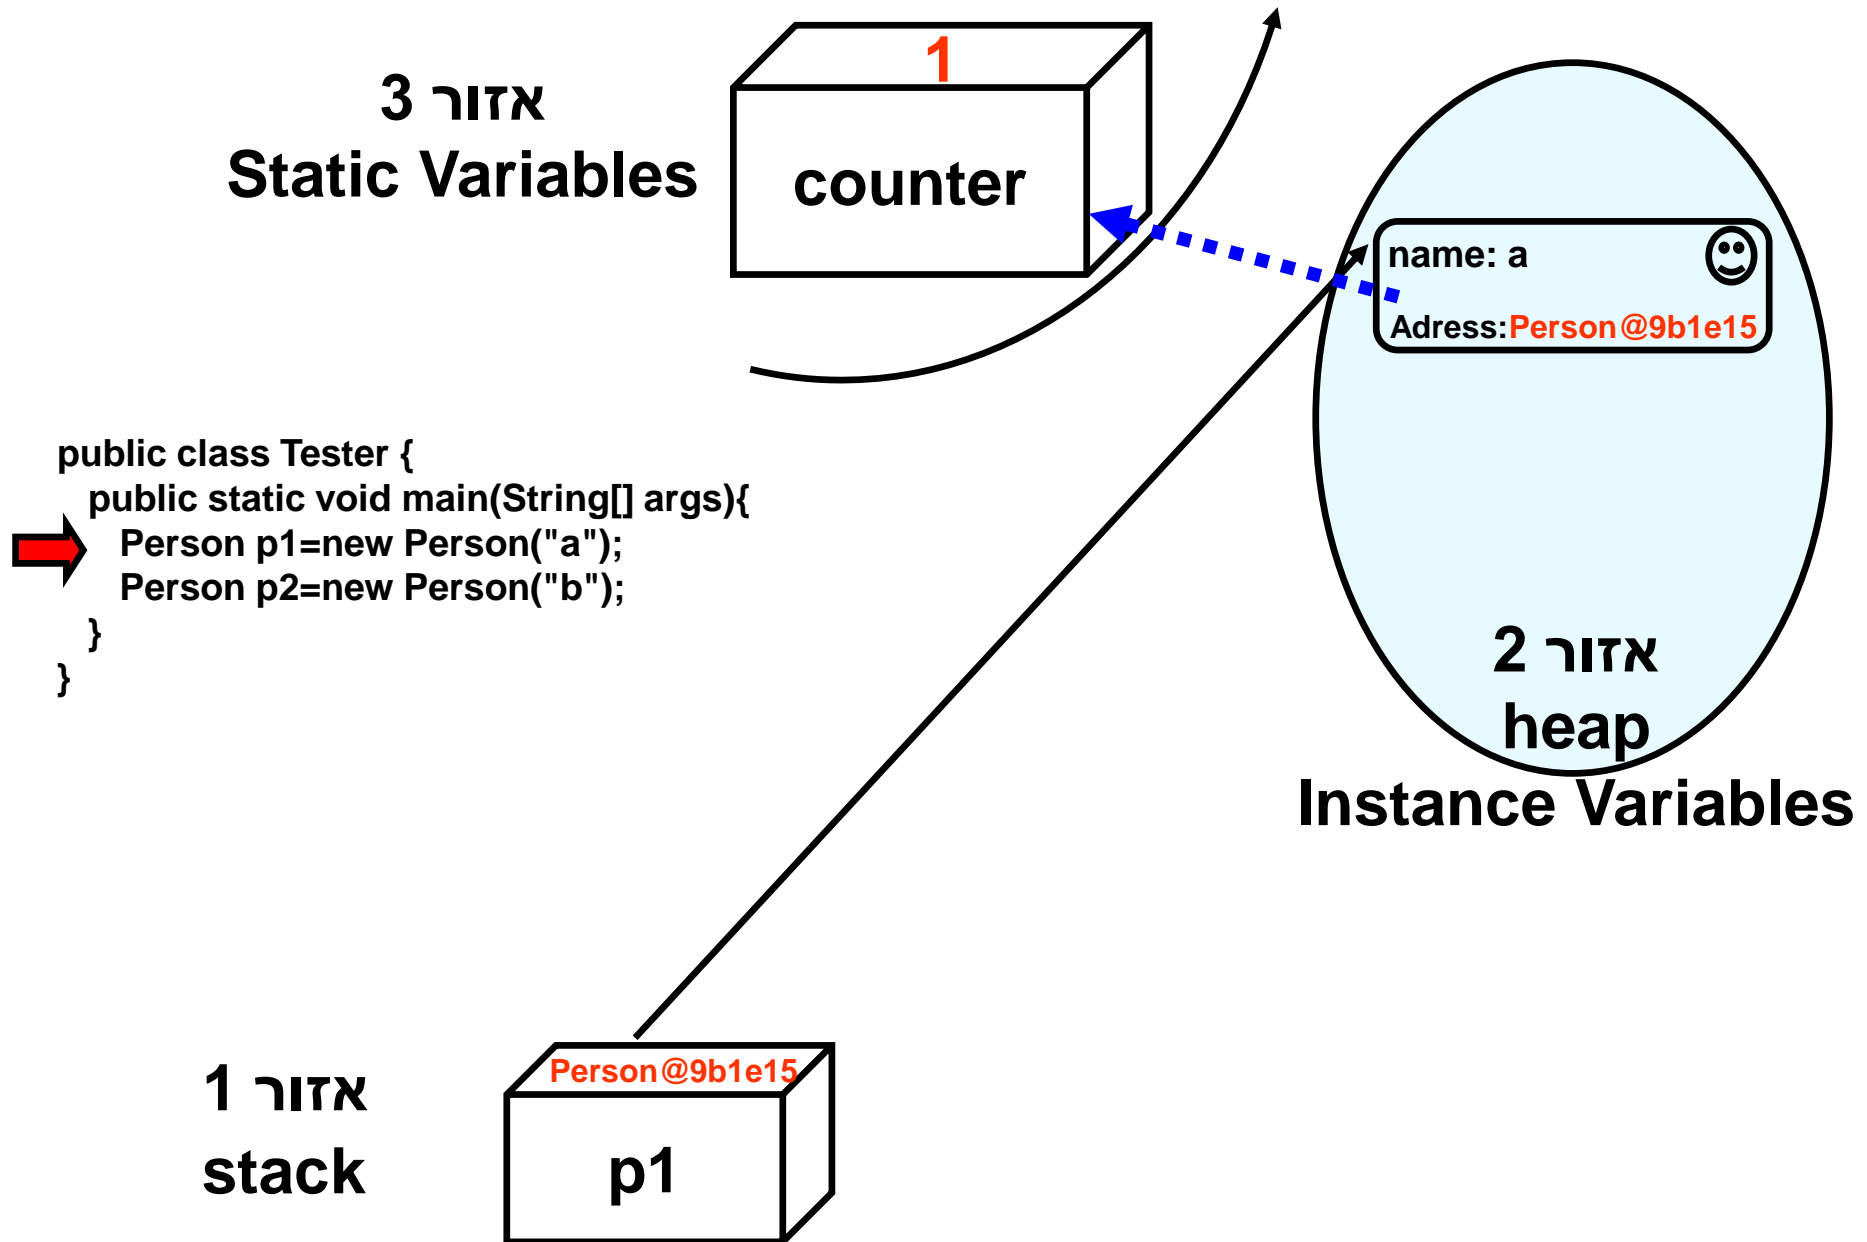 אזור 3
Static Variables
1
counter
name: a
Adress:Person@9b1e15
public class Tester {
public static void main(String[] args){
Person p1=new Person("a");
Person p2=new Person("b");
}
}
אזור 2
heap
Instance Variables
אזור 1
stack
Person@9b1e15
p1